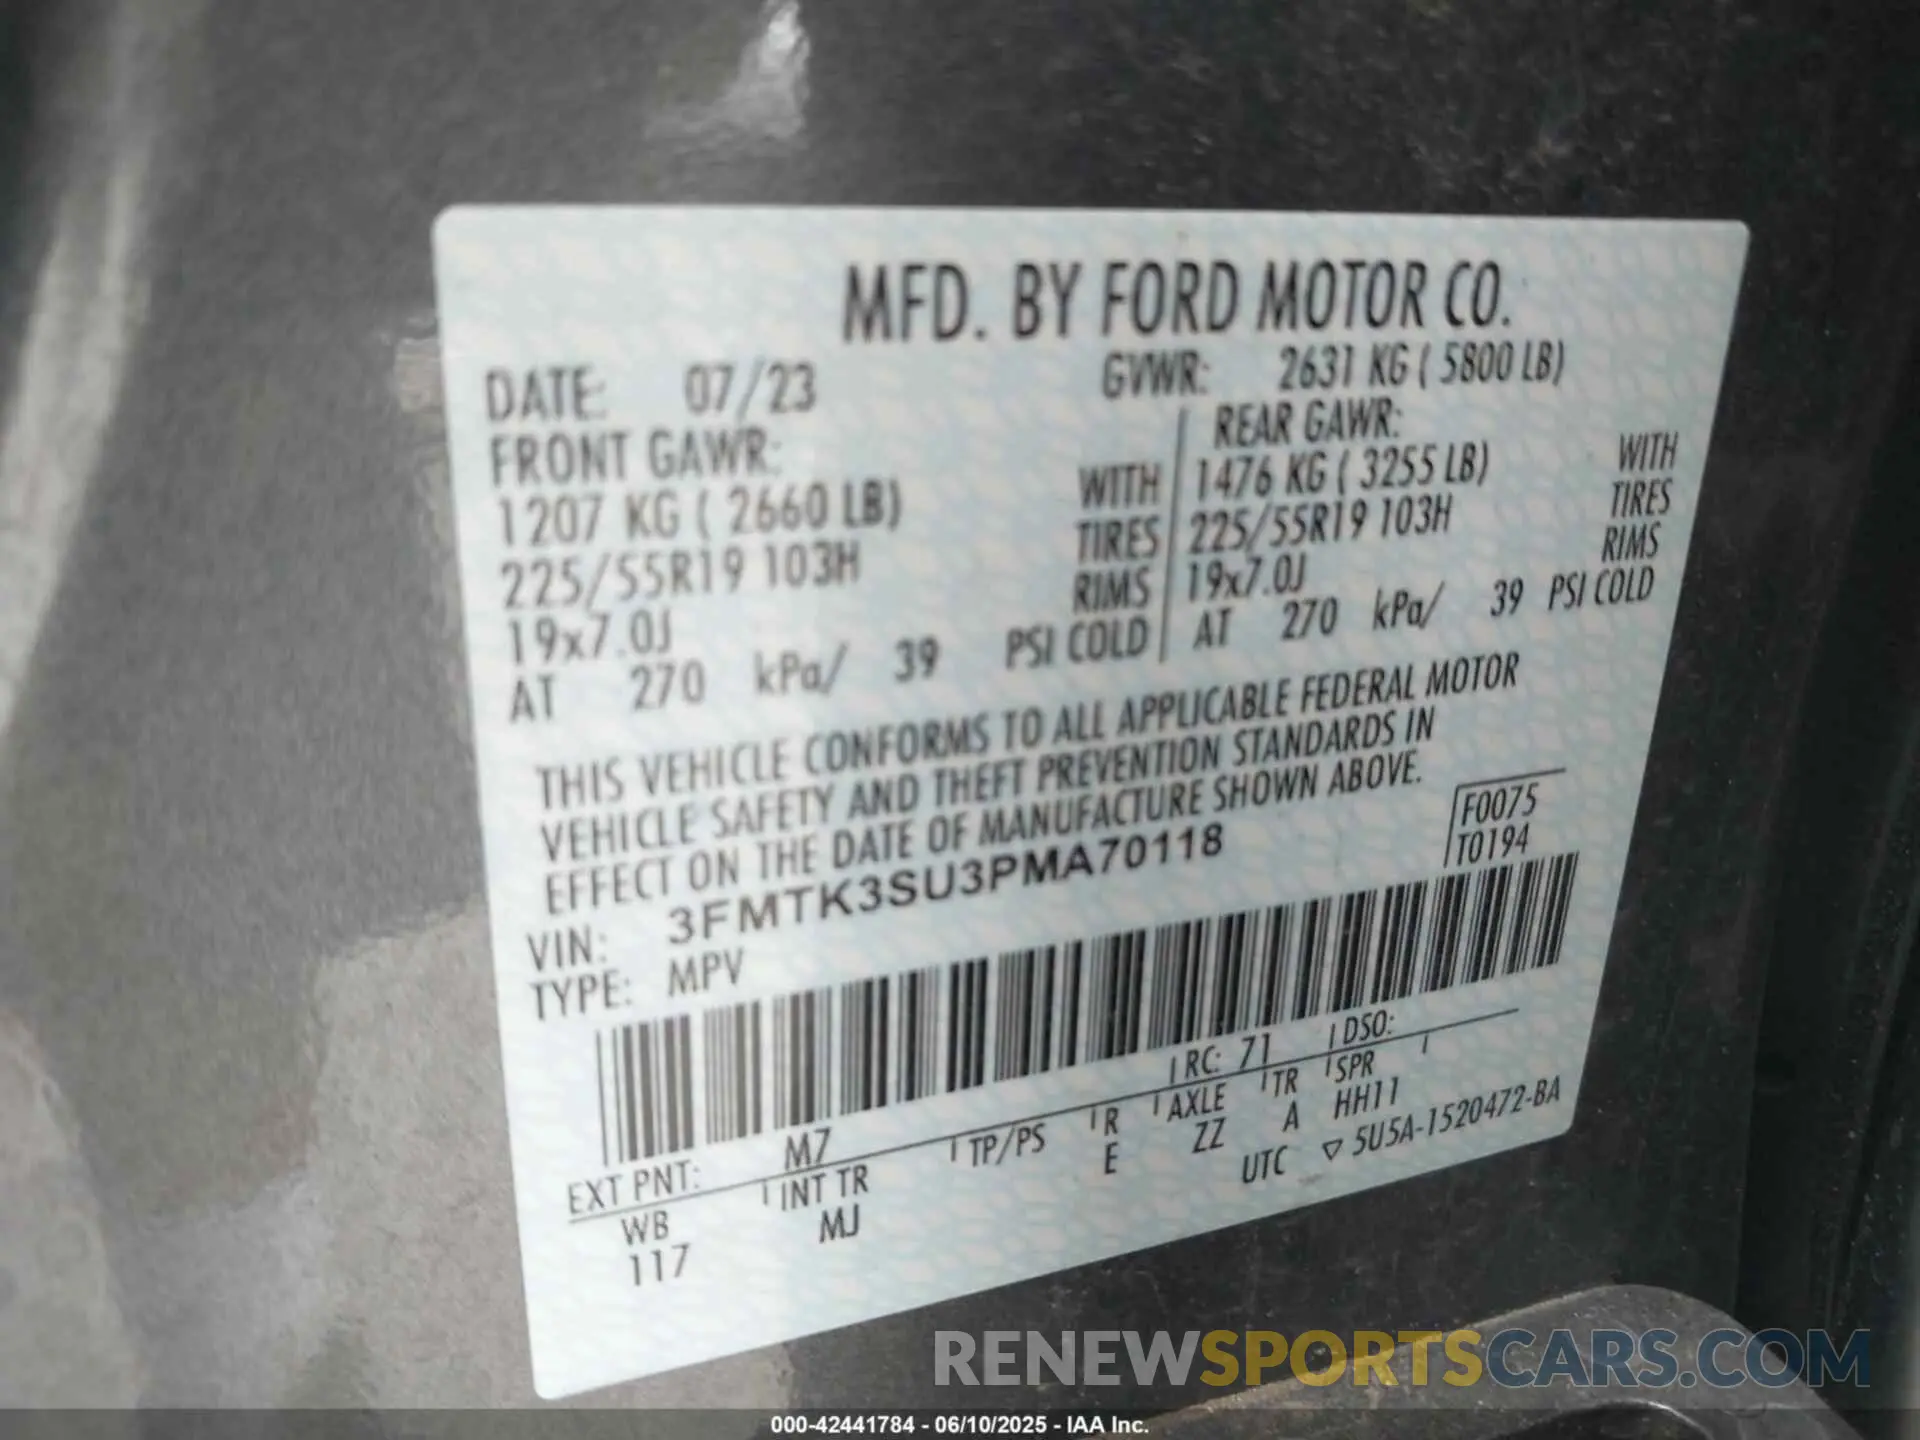 MFD. BY FORD MOTOR CO.
DATE: 07/23 GVWR: 2631 KG ( 5800 LB)
FRONT GAWR: REAR GAWR:
1207 KG ( 2660 LB) WITH 1476 KG ( 3255 LB) WITH
225/55R19 103H TIRES 225/55R19 103H TIRES
19x7.0J RIMS 19x7.0J RIMS
AT 270 kPa/ 39 PSI COLD AT 270 kPa/ 39 PSI COLD
THIS VEHICLE CONFORMS TO ALL APPLICABLE FEDERAL MOTOR
VEHICLE SAFETY AND THEFT PREVENTION STANDARDS IN
EFFECT ON THE DATE OF MANUFACTURE SHOWN ABOVE.
F0075
T0194
VIN: 3FMTK3SU3PMA70118
TYPE: MPV
EXT PNT: M7 RC: 71 DSO:
WB INT TR TP/PS R AXLE TR SPR
117 MJ E ZZ A HH11
UTC ▽ 5U5A-1520472-BA
RENEWSPORTSCARS.COM
000-42441784 - 06/10/2025 - IAA Inc.